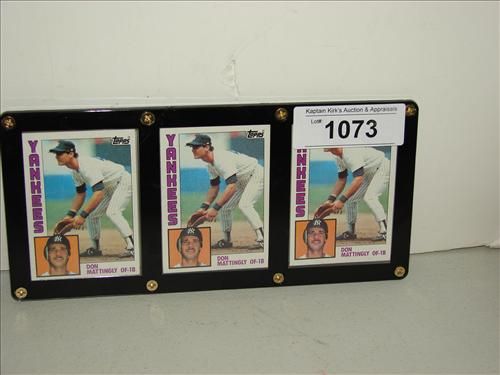 Kaptain Kirk's Auction & Appraisals
Lot#: 1073
Topps
YANKEES
DON
MATTINGLY OF-1B
Topps
YANKEES
DON
MATTINGLY OF-1B
YANKEES
DON
MATTINGLY OF-1B